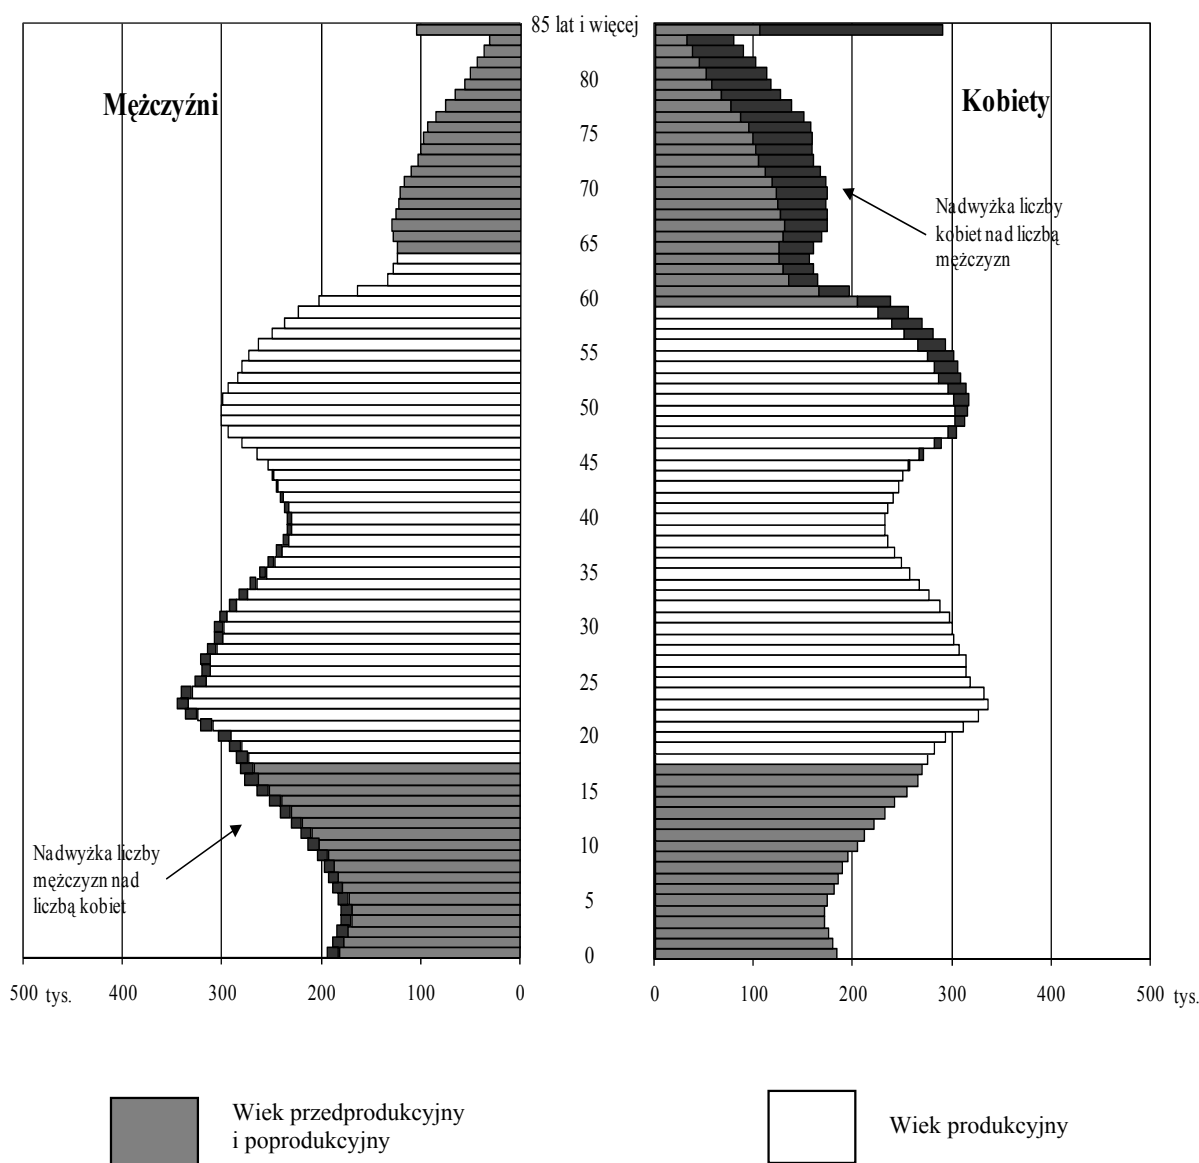 85 lat i więcej
Mężczyźni
Kobiety
80
75
70
65
60
55
50
45
40
35
30
25
20
15
10
5
0
Nadwyżka liczby
kobiet nad liczbą
mężczyzn
Nadwyżka liczby
mężczyzn nad
liczbą kobiet
500 tys. 400 300 200 100 0
0 100 200 300 400 500 tys.
Wiek przedprodukcyjny
i poprodukcyjny
Wiek produkcyjny